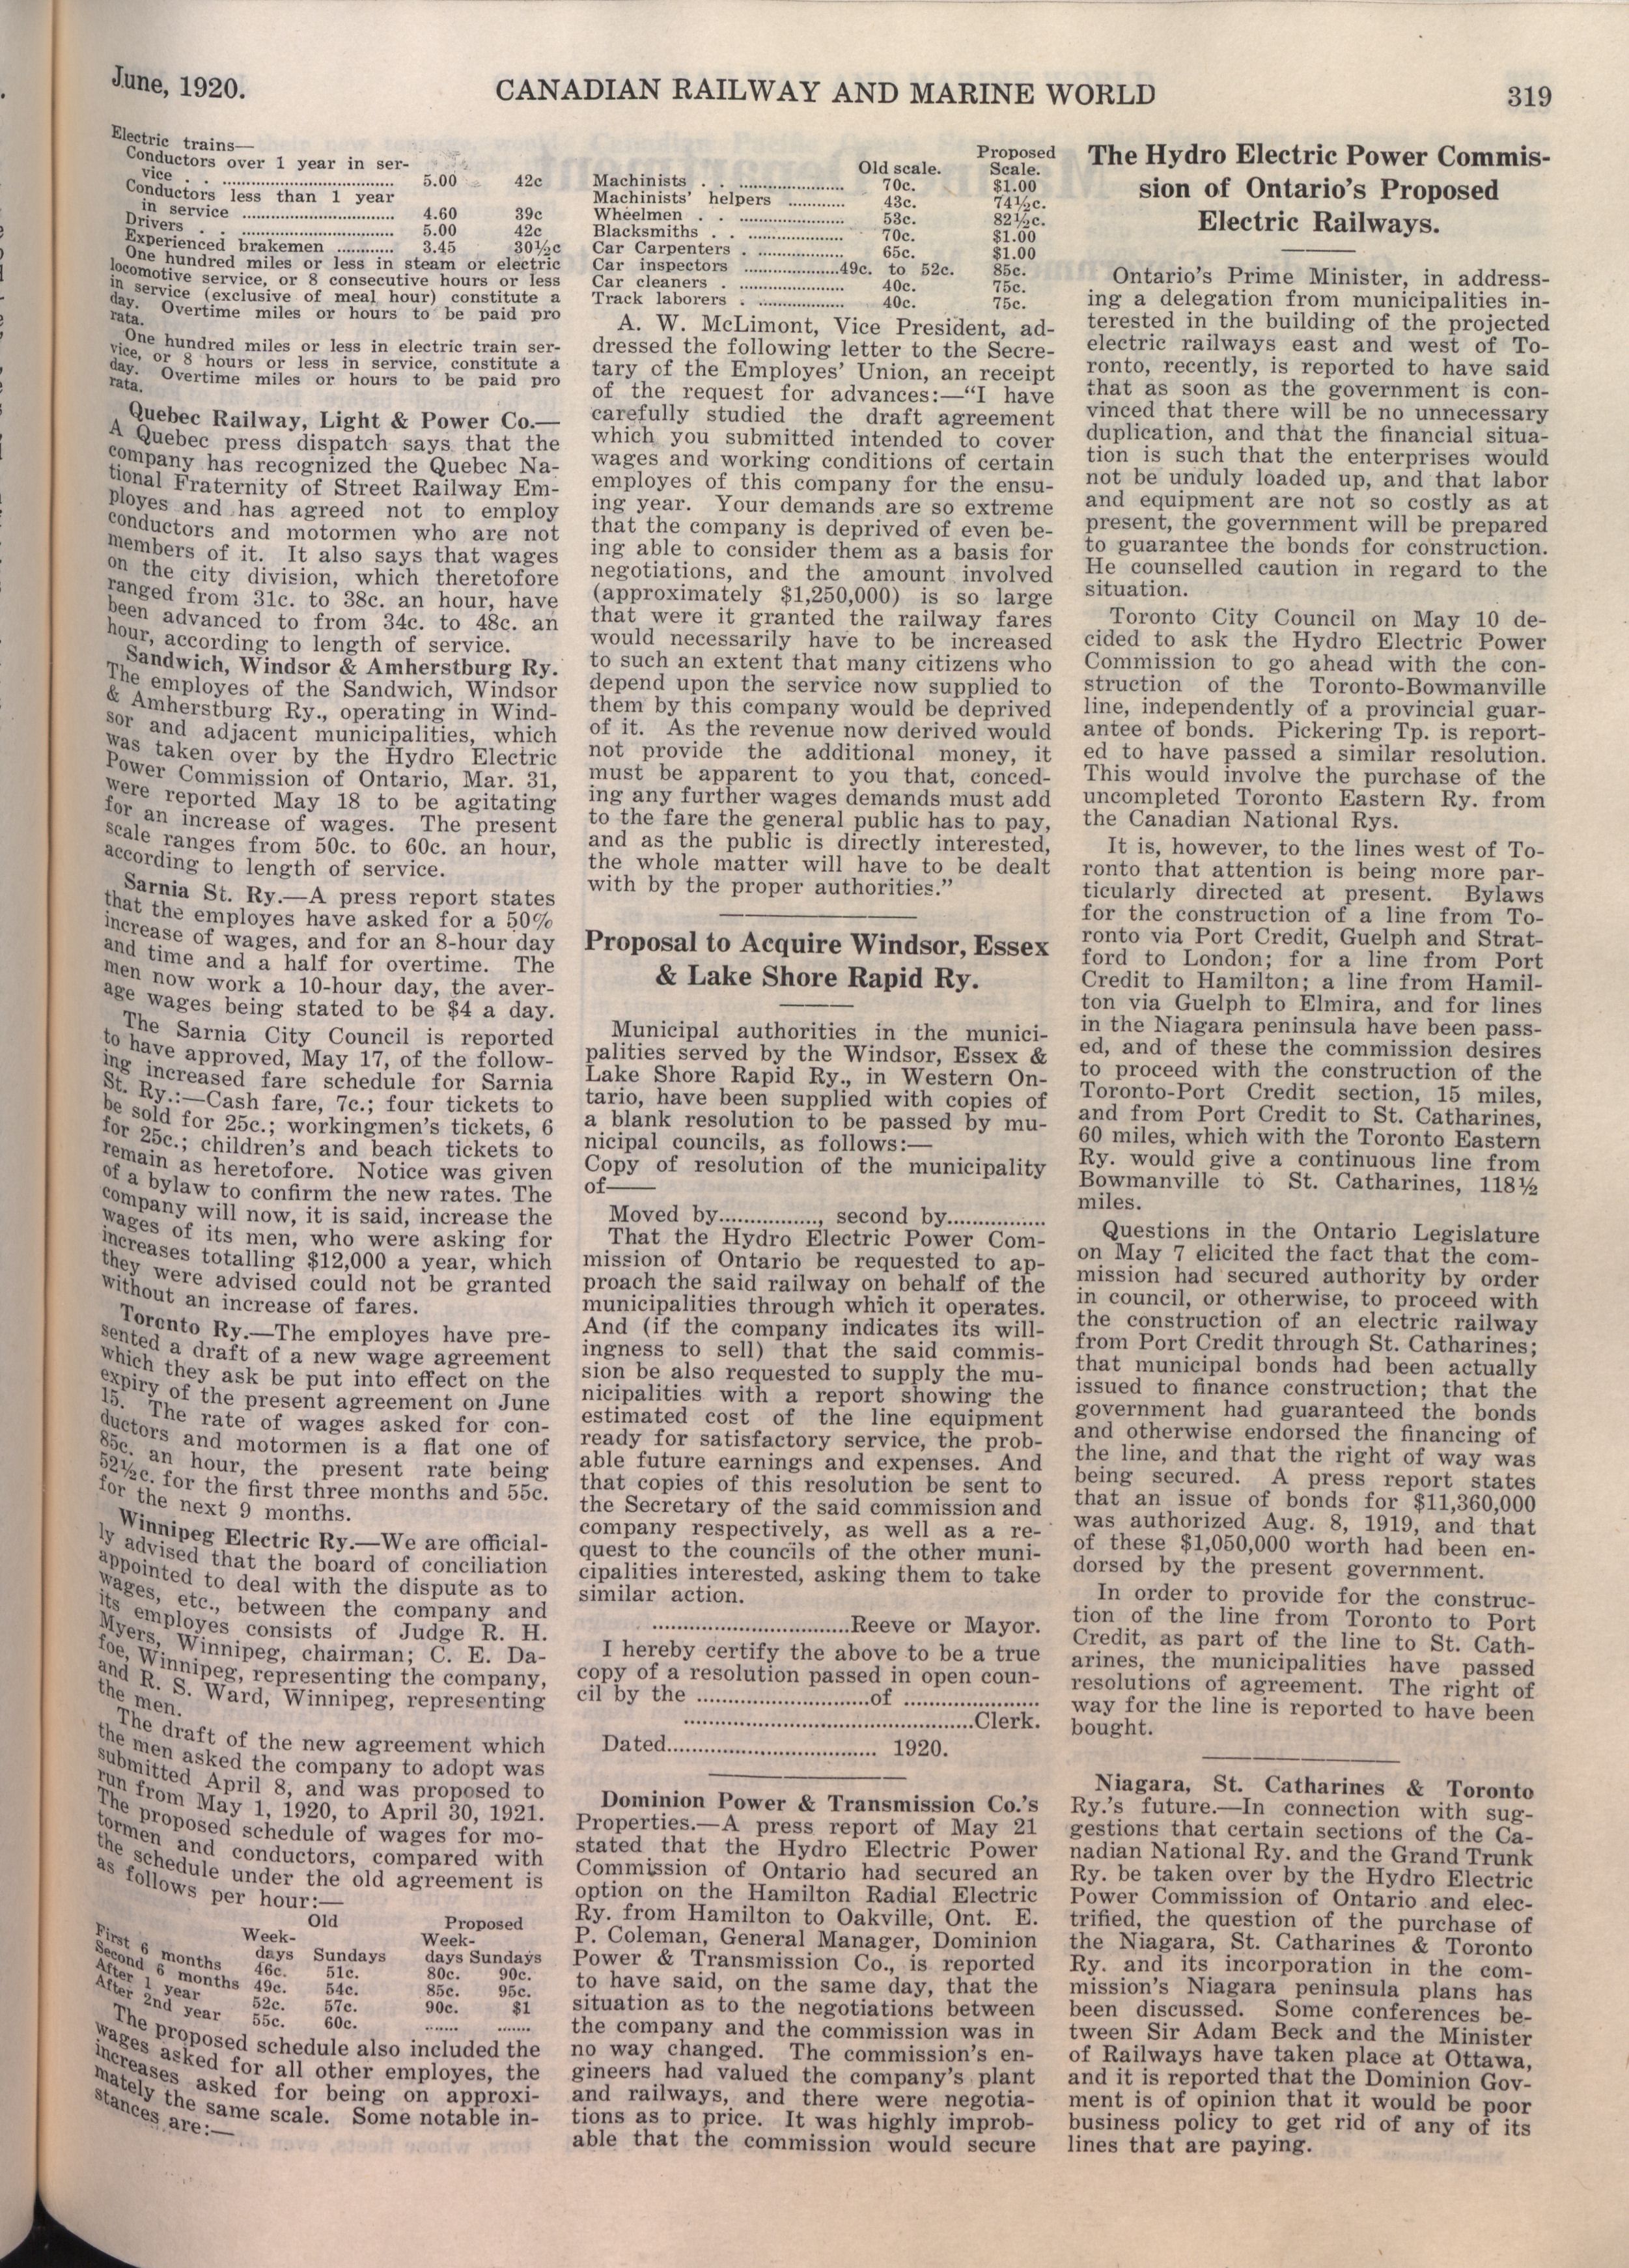 June, 1920.
CANADIAN RAILWAY AND MARINE WORLD
319
Electric trains—
Conductors over 1 year in ser-
vice . . ................................. 5.00 42c
Conductors less than 1 year
in service ............................. 4.60 39c
Drivers . . ............................. 5.00 42c
Experienced brakemen ........... 3.45 30½c
One hundred miles or less in steam or electric
locomotive service, or 8 consecutive hours or less
in service (exclusive of meal hour) constitute a
day. Overtime miles or hours to be paid pro
rata.
One hundred miles or less in electric train ser-
vice, or 8 hours or less in service, constitute a
day. Overtime miles or hours to be paid pro
rata.
Quebec Railway, Light & Power Co.—
A Quebec press dispatch says that the
company has recognized the Quebec Na-
tional Fraternity of Street Railway Em-
ployes and has agreed not to employ
conductors and motormen who are not
members of it. It also says that wages
on the city division, which theretofore
ranged from 31c. to 38c. an hour, have
been advanced to from 34c. to 48c. an
hour, according to length of service.
Sandwich, Windsor & Amherstburg Ry.
The employes of the Sandwich, Windsor
& Amherstburg Ry., operating in Wind-
sor and adjacent municipalities, which
was taken over by the Hydro Electric
Power Commission of Ontario, Mar. 31,
were reported May 18 to be agitating
for an increase of wages. The present
scale ranges from 50c. to 60c. an hour,
according to length of service.
Sarnia St. Ry.—A press report states
that the employes have asked for a 50%
increase of wages, and for an 8-hour day
and time and a half for overtime. The
men now work a 10-hour day, the aver-
age wages being stated to be $4 a day.
The Sarnia City Council is reported
to have approved, May 17, of the follow-
ing increased fare schedule for Sarnia
St. Ry.:—Cash fare, 7c.; four tickets to
be sold for 25c.; workingmen's tickets, 6
for 25c.; children's and beach tickets to
remain as heretofore. Notice was given
of a bylaw to confirm the new rates. The
company will now, it is said, increase the
wages of its men, who were asking for
increases totalling $12,000 a year, which
they were advised could not be granted
without an increase of fares.
Toronto Ry.—The employes have pre-
sented a draft of a new wage agreement
which they ask be put into effect on the
expiry of the present agreement on June
15. The rate of wages asked for con-
ductors and motormen is a flat one of
85c. an hour, the present rate being
52½c. for the first three months and 55c.
for the next 9 months.
Winnipeg Electric Ry.—We are official-
ly advised that the board of conciliation
appointed to deal with the dispute as to
wages, etc., between the company and
its employes consists of Judge R. H.
Myers, Winnipeg, chairman; C. E. Da-
foe, Winnipeg, representing the company,
and R. S. Ward, Winnipeg, representing
the men.
The draft of the new agreement which
the men asked the company to adopt was
submitted April 8, and was proposed to
run from May 1, 1920, to April 30, 1921.
The proposed schedule of wages for mo-
tormen and conductors, compared with
the schedule under the old agreement is
as follows per hour:—
Old Proposed
Week- Week-
days Sundays days Sundays
First 6 months 46c. 51c. 80c. 90c.
Second 6 months 49c. 54c. 85c. 95c.
After 1 year 52c. 57c. 90c. $1
After 2nd year 55c. 60c. ...... ......
The proposed schedule also included the
wages asked for all other employes, the
increases asked for being on approxi-
mately the same scale. Some notable in-
stances are:—
Proposed
Old scale. Scale.
Machinists . . .................... 70c. $1.00
Machinists' helpers ........... 43c. 74½c.
Wheelmen . . .................... 53c. 82½c.
Blacksmiths . . .................. 70c. $1.00
Car Carpenters . ................ 65c. $1.00
Car inspectors ..................49c. to 52c. 85c.
Car cleaners . .................... 40c. 75c.
Track laborers . ................ 40c. 75c.
A. W. McLimont, Vice President, ad-
dressed the following letter to the Secre-
tary of the Employes' Union, an receipt
of the request for advances:—"I have
carefully studied the draft agreement
which you submitted intended to cover
wages and working conditions of certain
employes of this company for the ensu-
ing year. Your demands are so extreme
that the company is deprived of even be-
ing able to consider them as a basis for
negotiations, and the amount involved
(approximately $1,250,000) is so large
that were it granted the railway fares
would necessarily have to be increased
to such an extent that many citizens who
depend upon the service now supplied to
them by this company would be deprived
of it. As the revenue now derived would
not provide the additional money, it
must be apparent to you that, conced-
ing any further wages demands must add
to the fare the general public has to pay,
and as the public is directly interested,
the whole matter will have to be dealt
with by the proper authorities."
Proposal to Acquire Windsor, Essex
& Lake Shore Rapid Ry.
Municipal authorities in the munici-
palities served by the Windsor, Essex &
Lake Shore Rapid Ry., in Western On-
tario, have been supplied with copies of
a blank resolution to be passed by mu-
nicipal councils, as follows:—
Copy of resolution of the municipality
of——
Moved by................, second by................
That the Hydro Electric Power Com-
mission of Ontario be requested to ap-
proach the said railway on behalf of the
municipalities through which it operates.
And (if the company indicates its will-
ingness to sell) that the said commis-
sion be also requested to supply the mu-
nicipalities with a report showing the
estimated cost of the line equipment
ready for satisfactory service, the prob-
able future earnings and expenses. And
that copies of this resolution be sent to
the Secretary of the said commission and
company respectively, as well as a re-
quest to the councils of the other muni-
cipalities interested, asking them to take
similar action.
................................Reeve or Mayor.
I hereby certify the above to be a true
copy of a resolution passed in open coun-
cil by the ............................of ......................
...............................................Clerk.
Dated.................................. 1920.
Dominion Power & Transmission Co.'s
Properties.—A press report of May 21
stated that the Hydro Electric Power
Commission of Ontario had secured an
option on the Hamilton Radial Electric
Ry. from Hamilton to Oakville, Ont. E.
P. Coleman, General Manager, Dominion
Power & Transmission Co., is reported
to have said, on the same day, that the
situation as to the negotiations between
the company and the commission was in
no way changed. The commission's en-
gineers had valued the company's plant
and railways, and there were negotia-
tions as to price. It was highly improb-
able that the commission would secure
The Hydro Electric Power Commis-
sion of Ontario's Proposed
Electric Railways.
Ontario's Prime Minister, in address-
ing a delegation from municipalities in-
terested in the building of the projected
electric railways east and west of To-
ronto, recently, is reported to have said
that as soon as the government is con-
vinced that there will be no unnecessary
duplication, and that the financial situa-
tion is such that the enterprises would
not be unduly loaded up, and that labor
and equipment are not so costly as at
present, the government will be prepared
to guarantee the bonds for construction.
He counselled caution in regard to the
situation.
Toronto City Council on May 10 de-
cided to ask the Hydro Electric Power
Commission to go ahead with the con-
struction of the Toronto-Bowmanville
line, independently of a provincial guar-
antee of bonds. Pickering Tp. is report-
ed to have passed a similar resolution.
This would involve the purchase of the
uncompleted Toronto Eastern Ry. from
the Canadian National Rys.
It is, however, to the lines west of To-
ronto that attention is being more par-
ticularly directed at present. Bylaws
for the construction of a line from To-
ronto via Port Credit, Guelph and Strat-
ford to London; for a line from Port
Credit to Hamilton; a line from Hamil-
ton via Guelph to Elmira, and for lines
in the Niagara peninsula have been pass-
ed, and of these the commission desires
to proceed with the construction of the
Toronto-Port Credit section, 15 miles,
and from Port Credit to St. Catharines,
60 miles, which with the Toronto Eastern
Ry. would give a continuous line from
Bowmanville to St. Catharines, 118½
miles.
Questions in the Ontario Legislature
on May 7 elicited the fact that the com-
mission had secured authority by order
in council, or otherwise, to proceed with
the construction of an electric railway
from Port Credit through St. Catharines;
that municipal bonds had been actually
issued to finance construction; that the
government had guaranteed the bonds
and otherwise endorsed the financing of
the line, and that the right of way was
being secured. A press report states
that an issue of bonds for $11,360,000
was authorized Aug. 8, 1919, and that
of these $1,050,000 worth had been en-
dorsed by the present government.
In order to provide for the construc-
tion of the line from Toronto to Port
Credit, as part of the line to St. Cath-
arines, the municipalities have passed
resolutions of agreement. The right of
way for the line is reported to have been
bought.
Niagara, St. Catharines & Toronto
Ry.'s future.—In connection with sug-
gestions that certain sections of the Ca-
nadian National Ry. and the Grand Trunk
Ry. be taken over by the Hydro Electric
Power Commission of Ontario and elec-
trified, the question of the purchase of
the Niagara, St. Catharines & Toronto
Ry. and its incorporation in the com-
mission's Niagara peninsula plans has
been discussed. Some conferences be-
tween Sir Adam Beck and the Minister
of Railways have taken place at Ottawa,
and it is reported that the Dominion Gov-
ment is of opinion that it would be poor
business policy to get rid of any of its
lines that are paying.